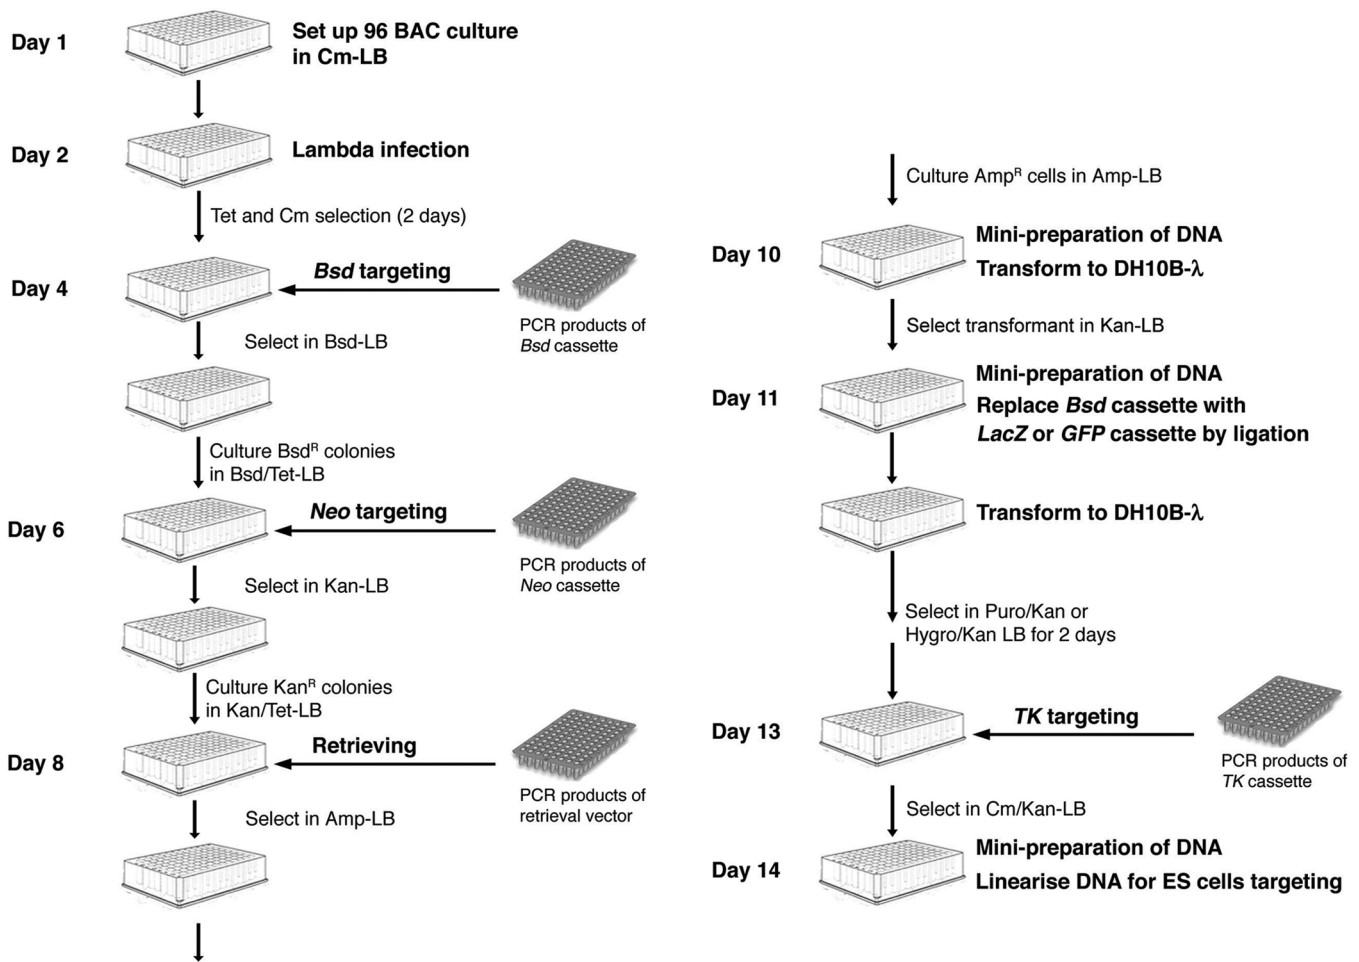 Day 1
Set up 96 BAC culture
in Cm-LB
Day 2
Lambda infection
Tet and Cm selection (2 days)
Day 4
Bsd targeting
PCR products of
Bsd cassette
Select in Bsd-LB
Culture Bsdᴿ colonies
in Bsd/Tet-LB
Day 6
Neo targeting
PCR products of
Neo cassette
Select in Kan-LB
Culture Kanᴿ colonies
in Kan/Tet-LB
Day 8
Retrieving
PCR products of
retrieval vector
Select in Amp-LB
Culture Ampᴿ cells in Amp-LB
Day 10
Mini-preparation of DNA
Transform to DH10B-λ
Select transformant in Kan-LB
Day 11
Mini-preparation of DNA
Replace Bsd cassette with
LacZ or GFP cassette by ligation
Transform to DH10B-λ
Select in Puro/Kan or
Hygro/Kan LB for 2 days
Day 13
TK targeting
PCR products of
TK cassette
Select in Cm/Kan-LB
Day 14
Mini-preparation of DNA
Linearise DNA for ES cells targeting